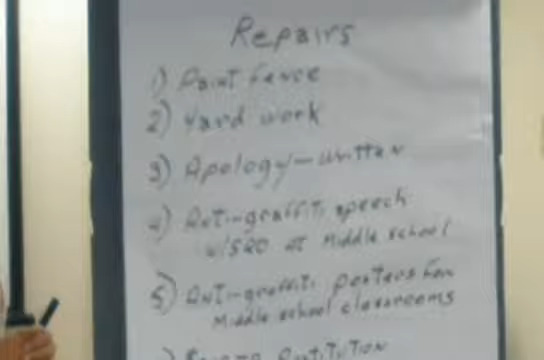 Repairs
1) Paint fence
2) Yard work
3) Apology-written
4) Anti-graffiti speech
w/SRO at Middle school
5) Anti-graffiti posters for
Middle school classrooms